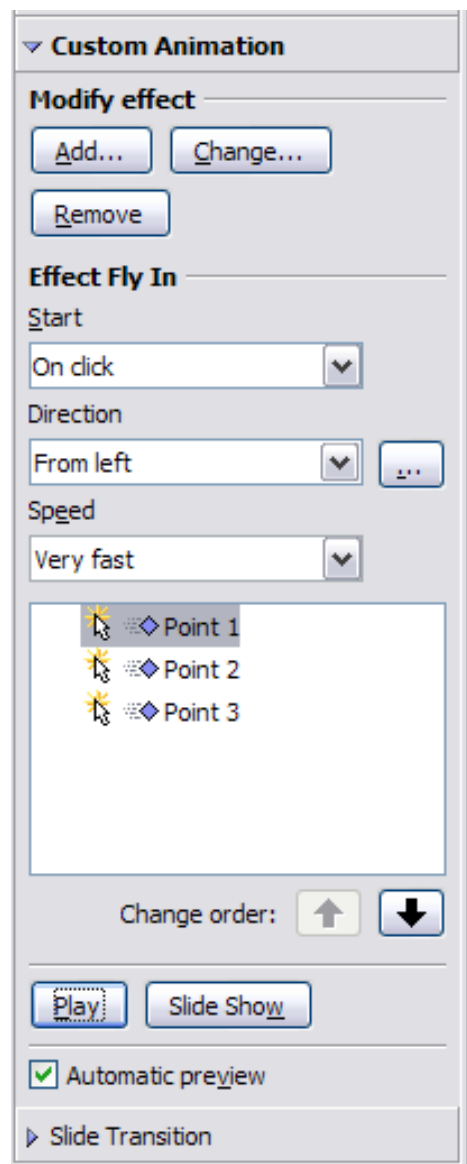 Custom Animation
Modify effect
Add... Change...
Remove
Effect Fly In
Start
On click
Direction
From left ...
Speed
Very fast
Point 1
Point 2
Point 3
Change order:
Play Slide Show
Automatic preview
Slide Transition